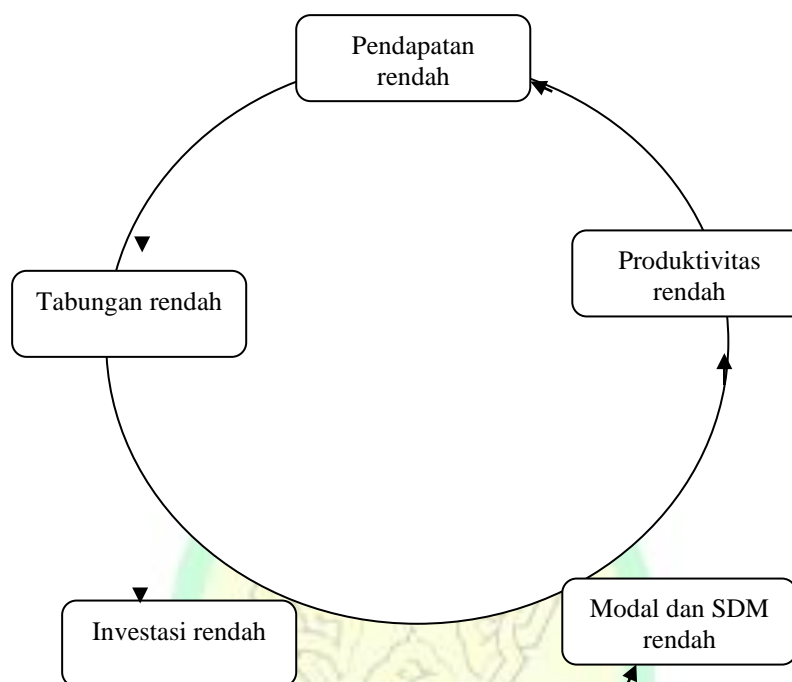 Pendapatan
rendah
Produktivitas
rendah
Tabungan rendah
Modal dan SDM
rendah
Investasi rendah